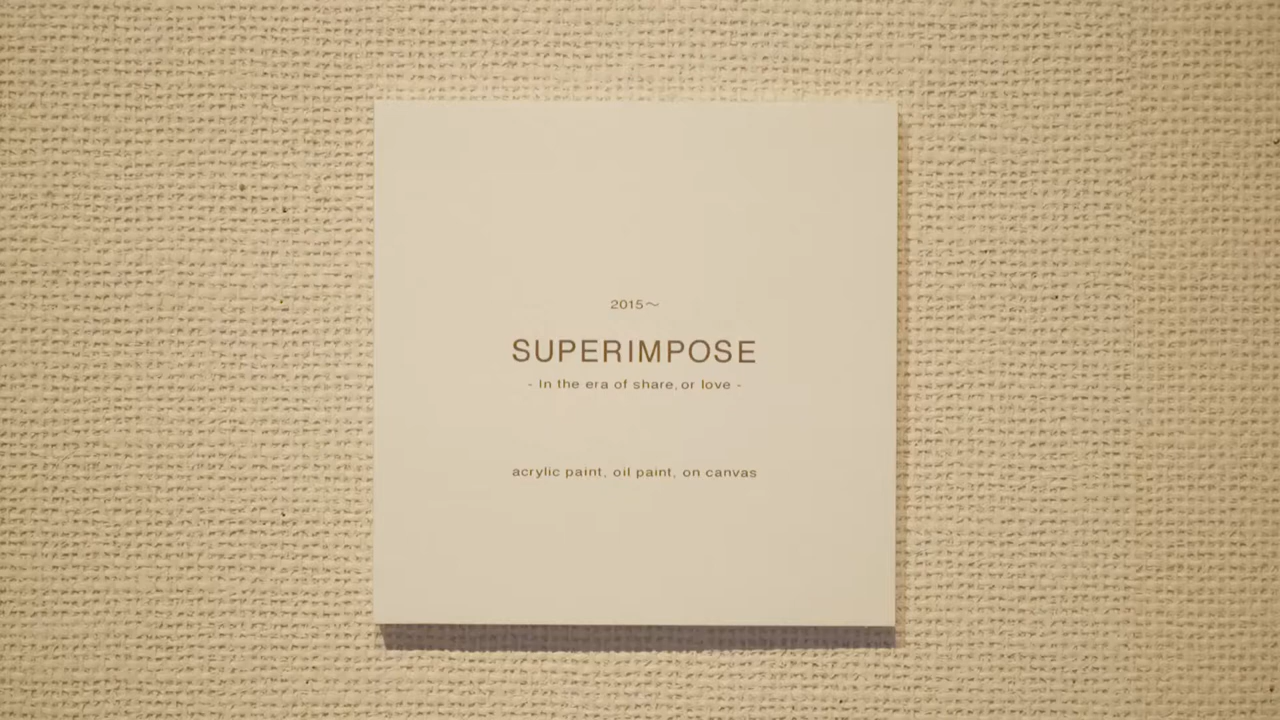 2015〜
SUPERIMPOSE
- In the era of share, or love -
acrylic paint, oil paint, on canvas